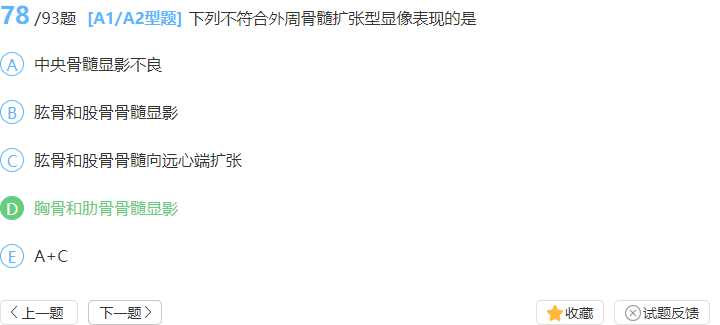 78 /93题 [A1/A2型题] 下列不符合外周骨髓扩张型显像表现的是
A 中央骨髓显影不良
B 肱骨和股骨骨髓显影
C 肱骨和股骨骨髓向远心端扩张
D 胸骨和肋骨骨髓显影
E A+C
上一题 下一题 收藏 试题反馈